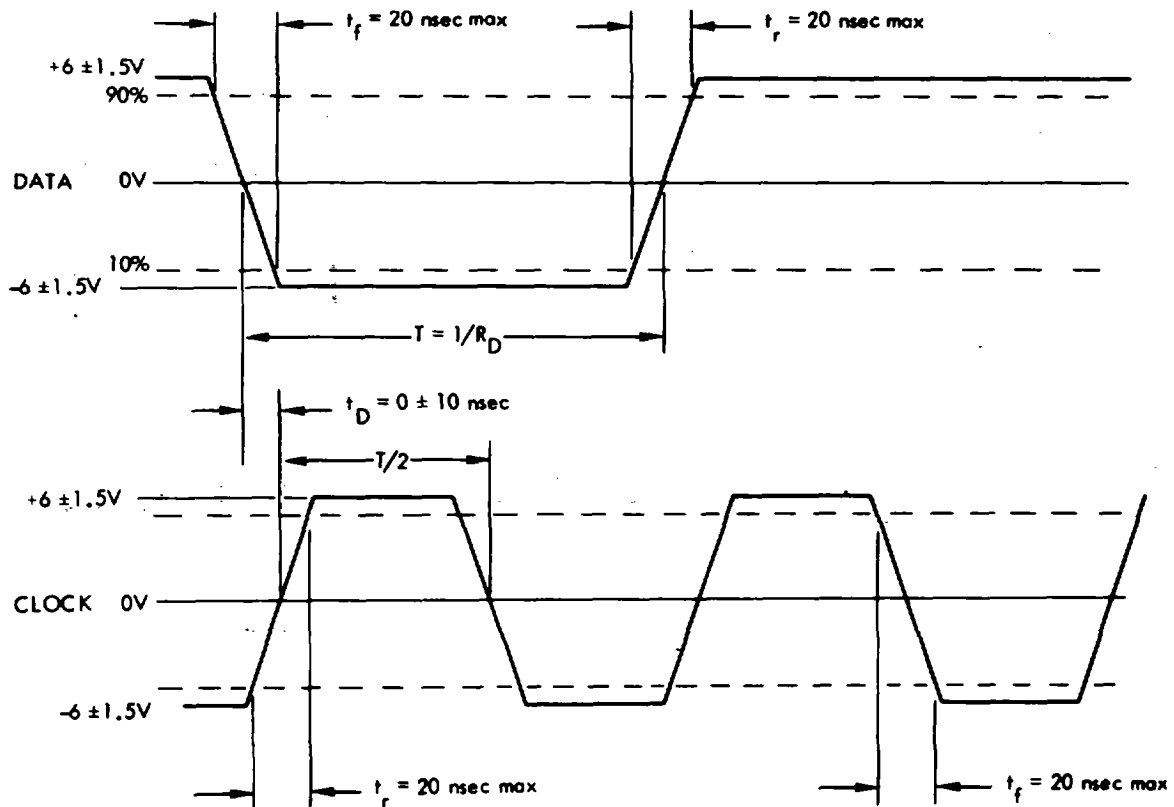 t_f = 20 nsec max
t_r = 20 nsec max
+6 ±1.5V
90%
DATA 0V
10%
-6 ±1.5V
T = 1/R_D
t_D = 0 ± 10 nsec
T/2
+6 ±1.5V
CLOCK 0V
-6 ±1.5V
t_r = 20 nsec max
t_f = 20 nsec max